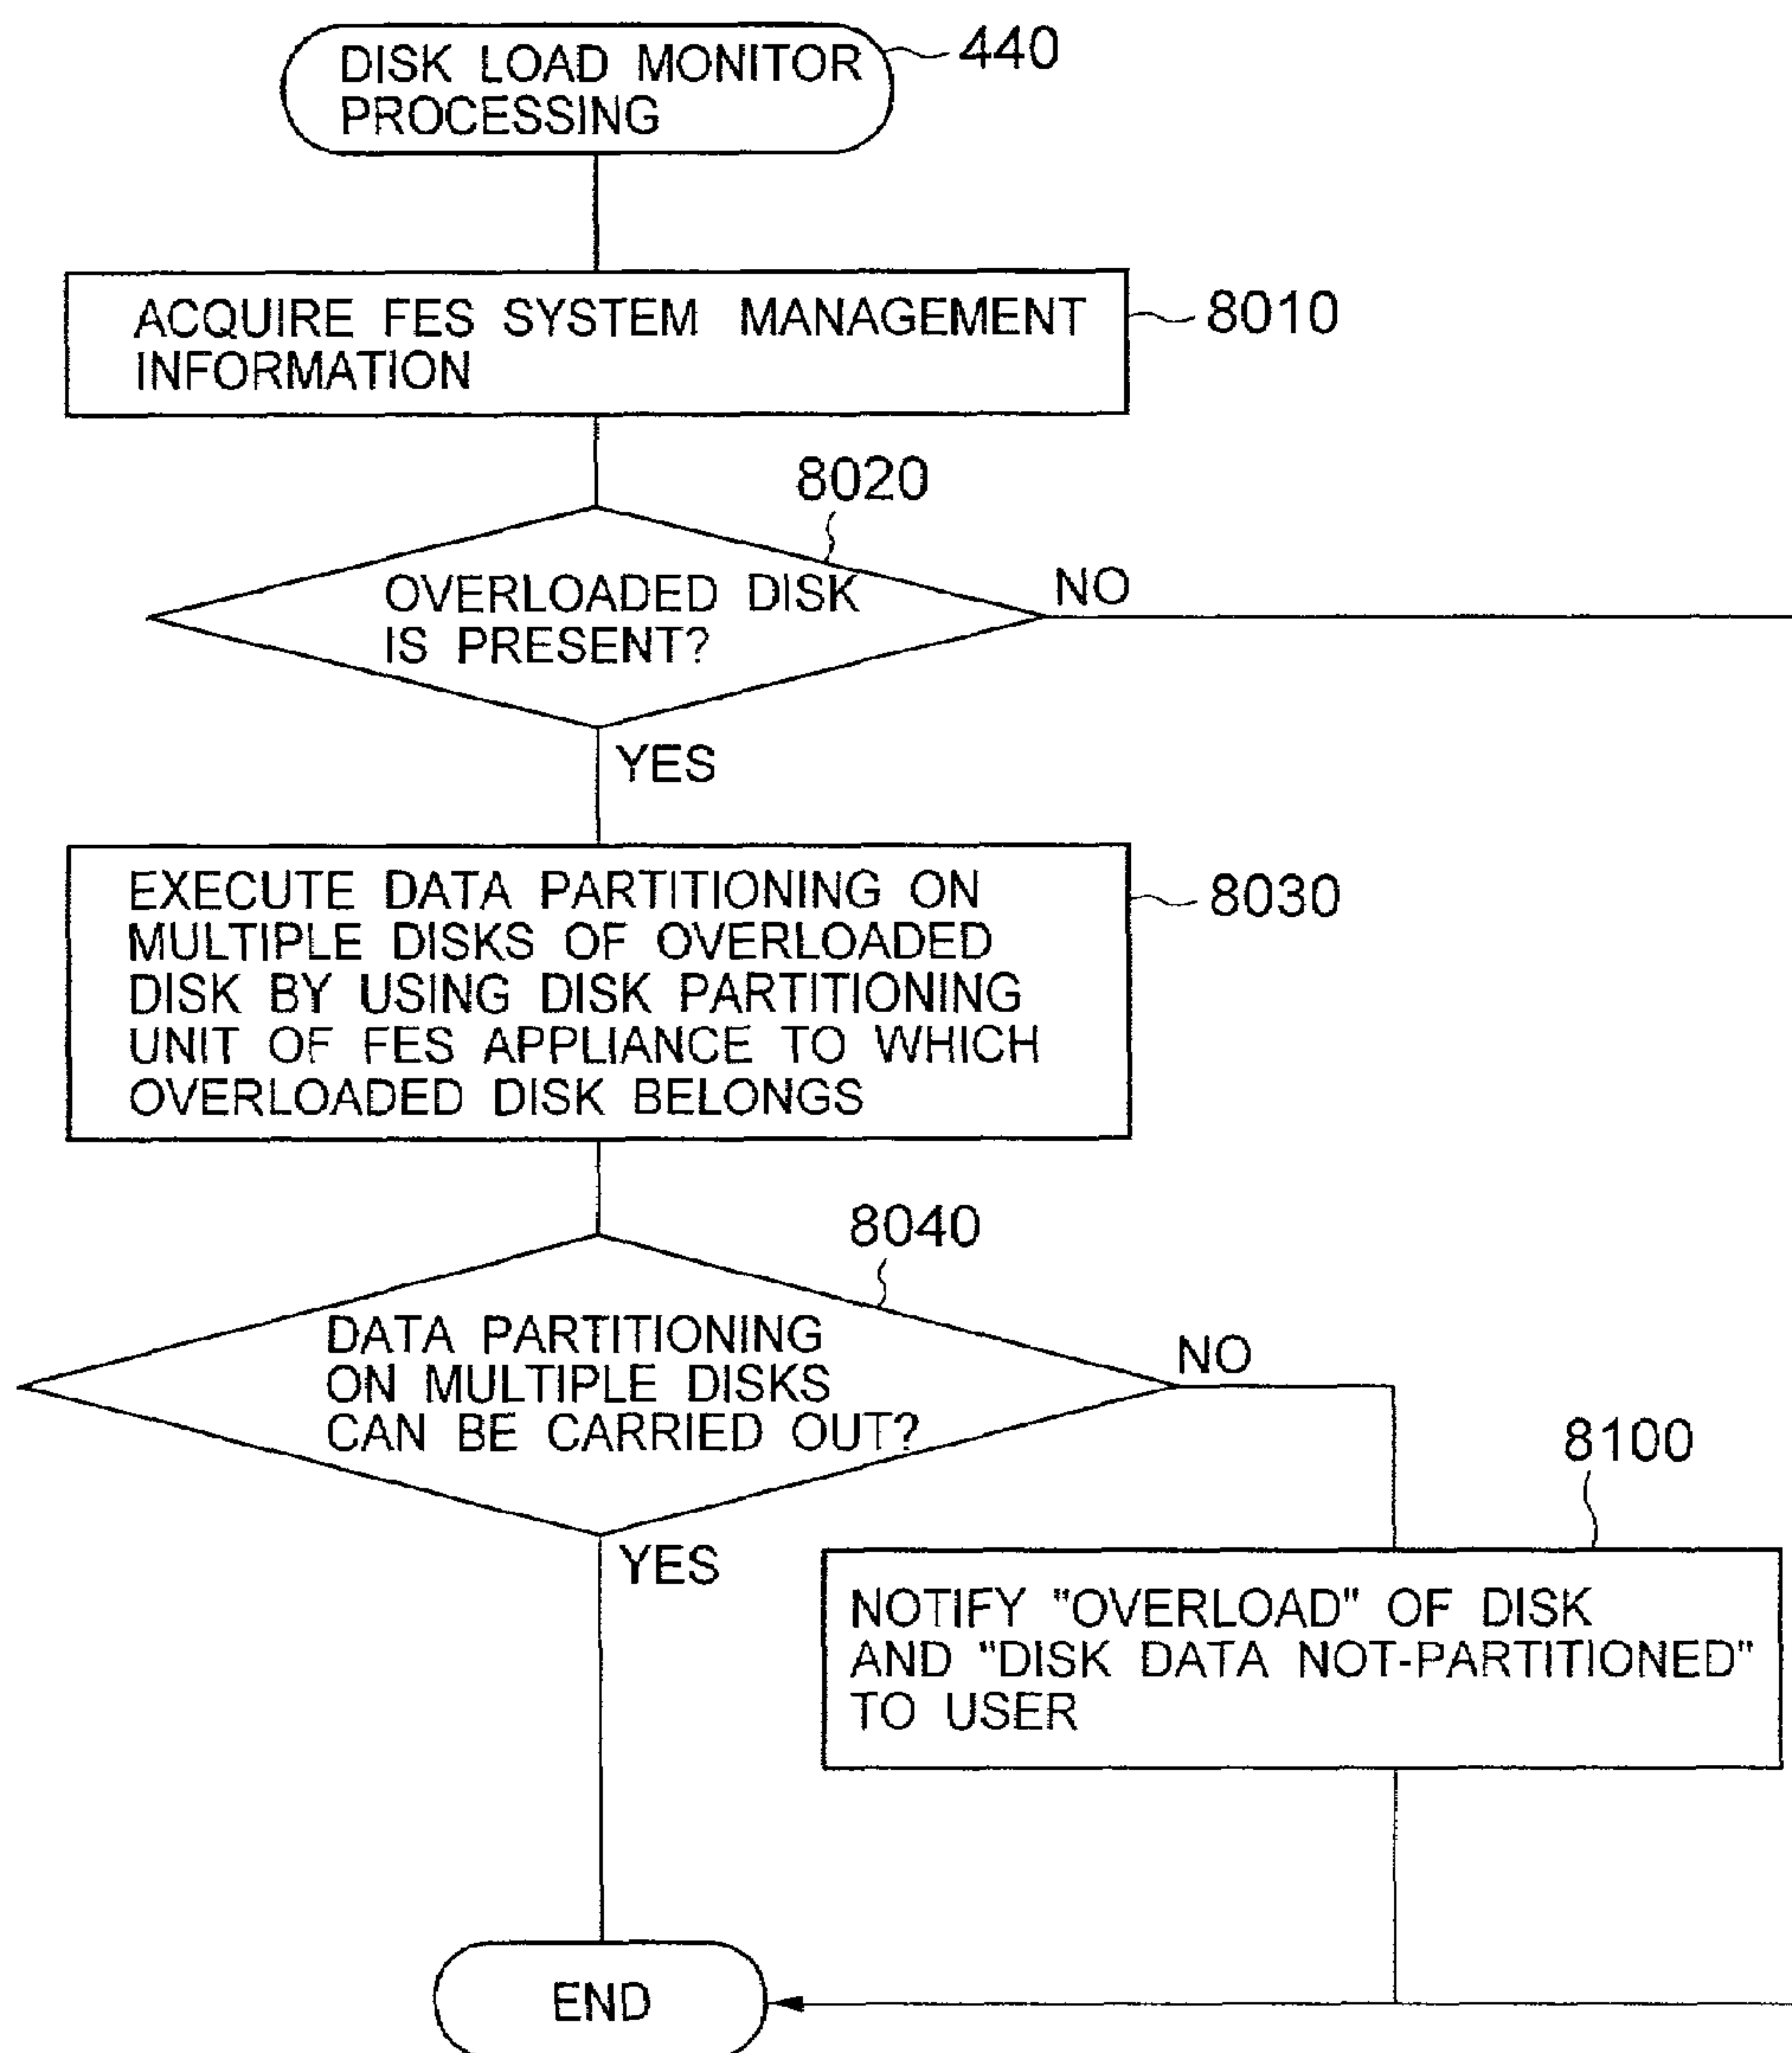 DISK LOAD MONITOR
PROCESSING
440
ACQUIRE FES SYSTEM MANAGEMENT
INFORMATION
8010
8020
OVERLOADED DISK
IS PRESENT?
NO
YES
EXECUTE DATA PARTITIONING ON
MULTIPLE DISKS OF OVERLOADED
DISK BY USING DISK PARTITIONING
UNIT OF FES APPLIANCE TO WHICH
OVERLOADED DISK BELONGS
8030
8040
DATA PARTITIONING
ON MULTIPLE DISKS
CAN BE CARRIED OUT?
NO
YES
8100
NOTIFY "OVERLOAD" OF DISK
AND "DISK DATA NOT-PARTITIONED"
TO USER
END